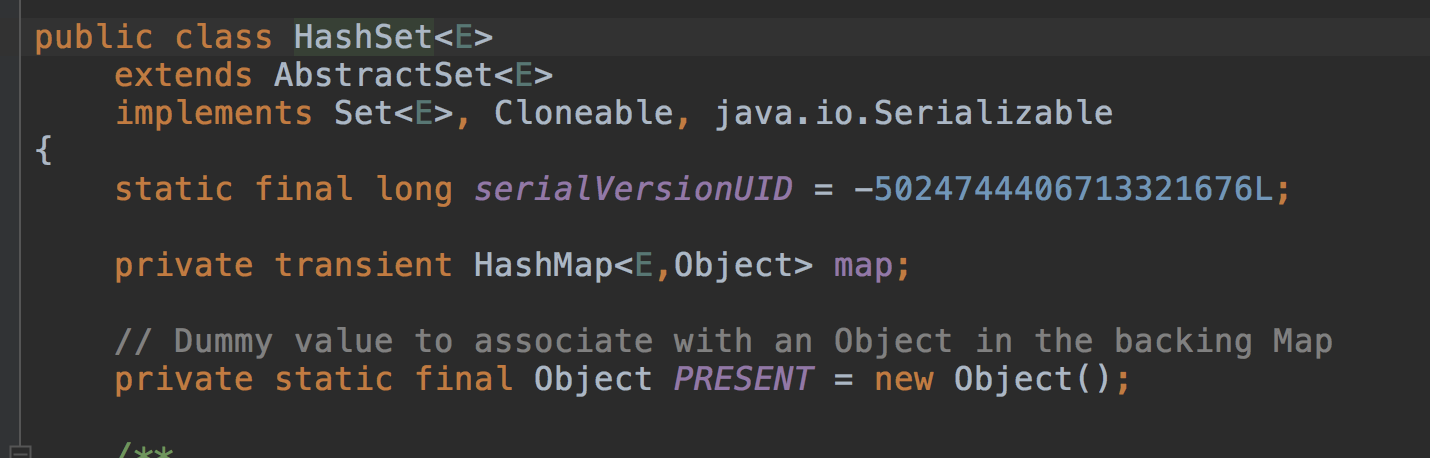 public class HashSet<E>
extends AbstractSet<E>
implements Set<E>, Cloneable, java.io.Serializable
{
static final long serialVersionUID = -5024744406713321676L;
private transient HashMap<E,Object> map;
// Dummy value to associate with an Object in the backing Map
private static final Object PRESENT = new Object();
/**